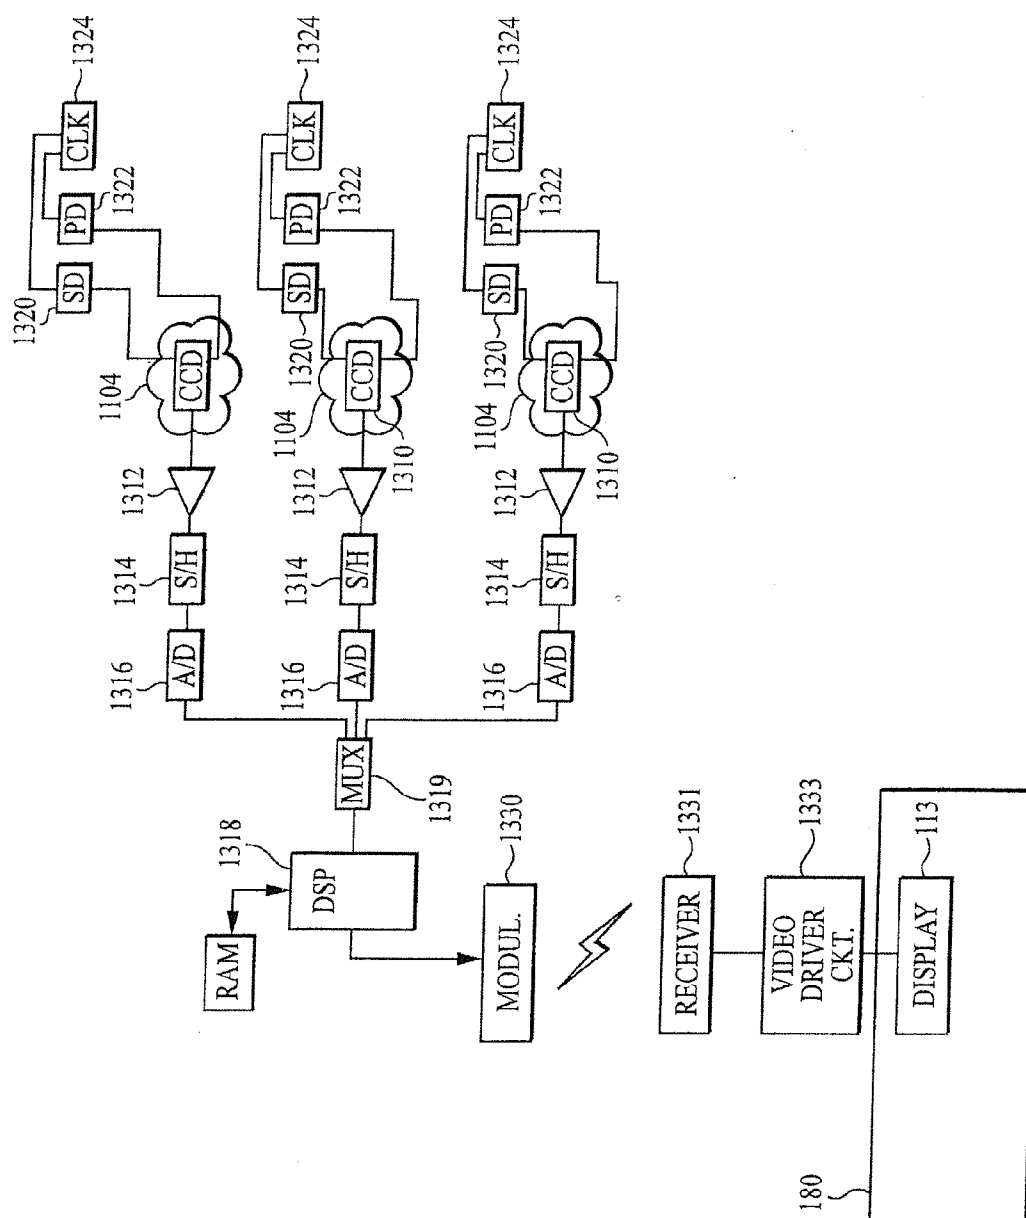 1324
1324
1324
CLK
CLK
CLK
1322
1322
1322
PD
PD
PD
SD
SD
SD
1320
1320
1320
CCD
CCD
CCD
1104
1104
1104
1310
1310
1312
1312
1312
S/H
S/H
S/H
1314
1314
1314
A/D
A/D
A/D
1316
1316
1316
MUX
1319
1318
DSP
RAM
1330
MODUL.
1331
RECEIVER
1333
VIDEO
DRIVER
CKT.
113
DISPLAY
180